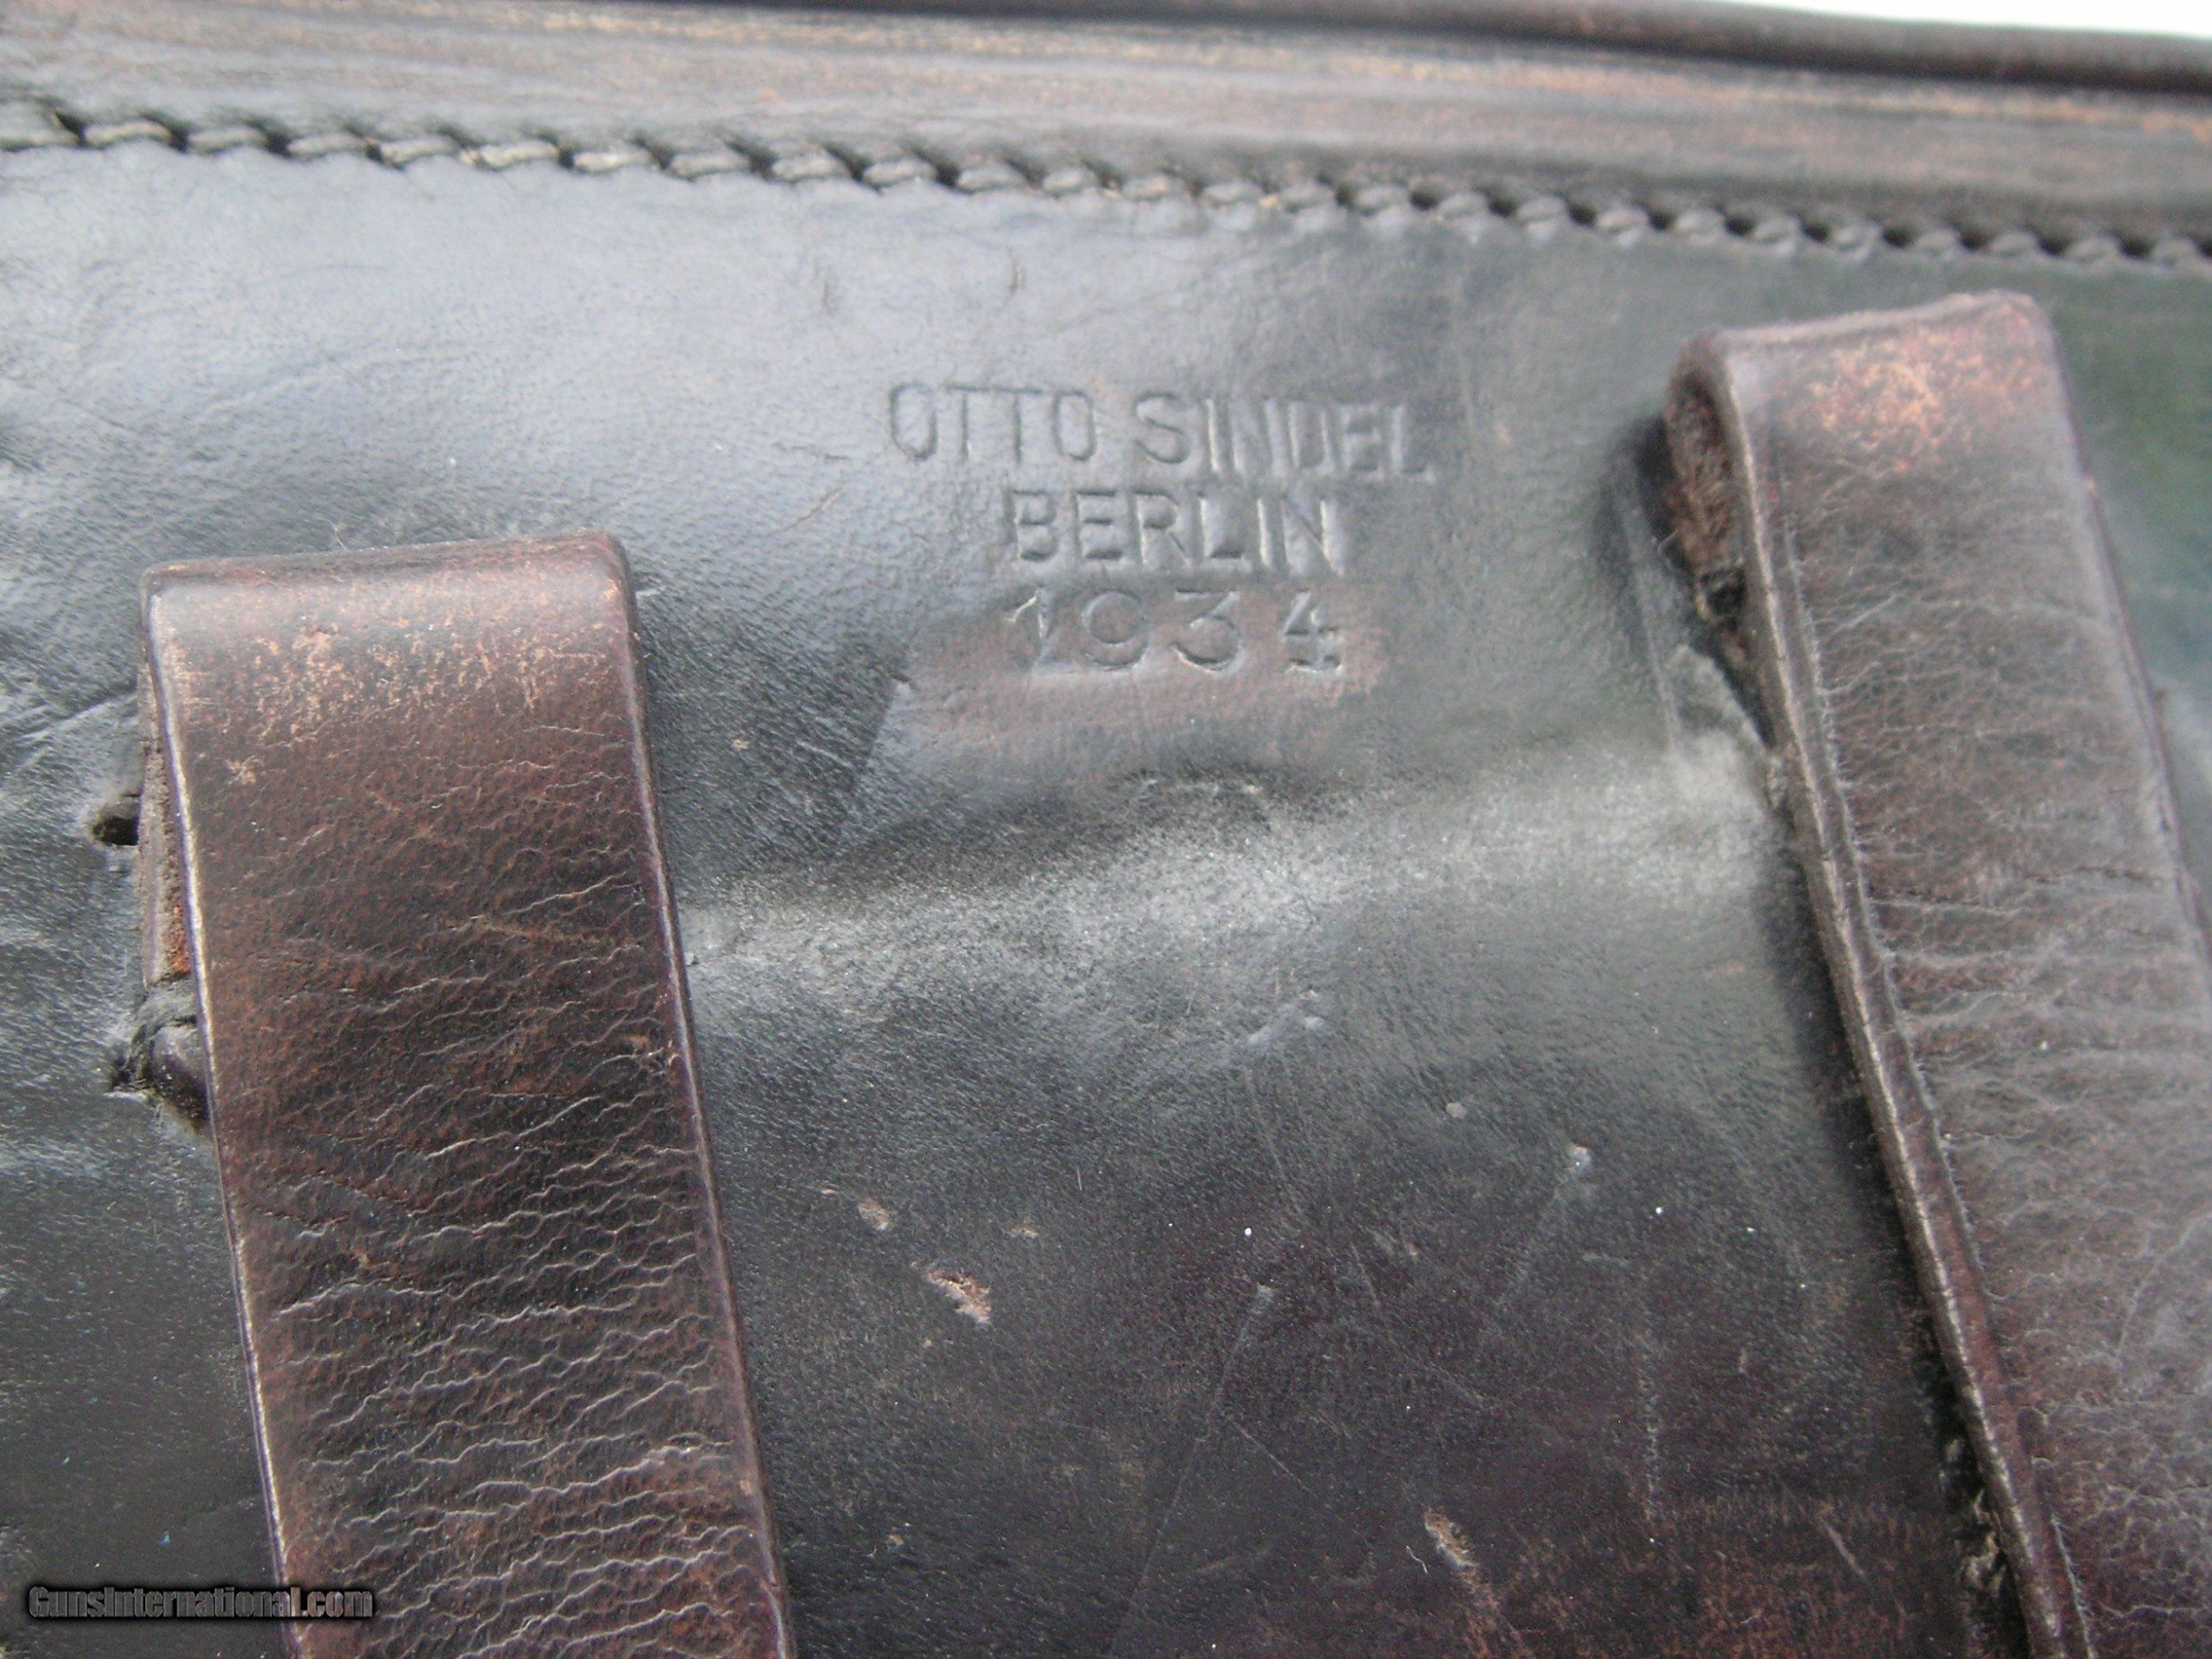 OTTO SINDEL
BERLIN
1934
GunsInternational.com